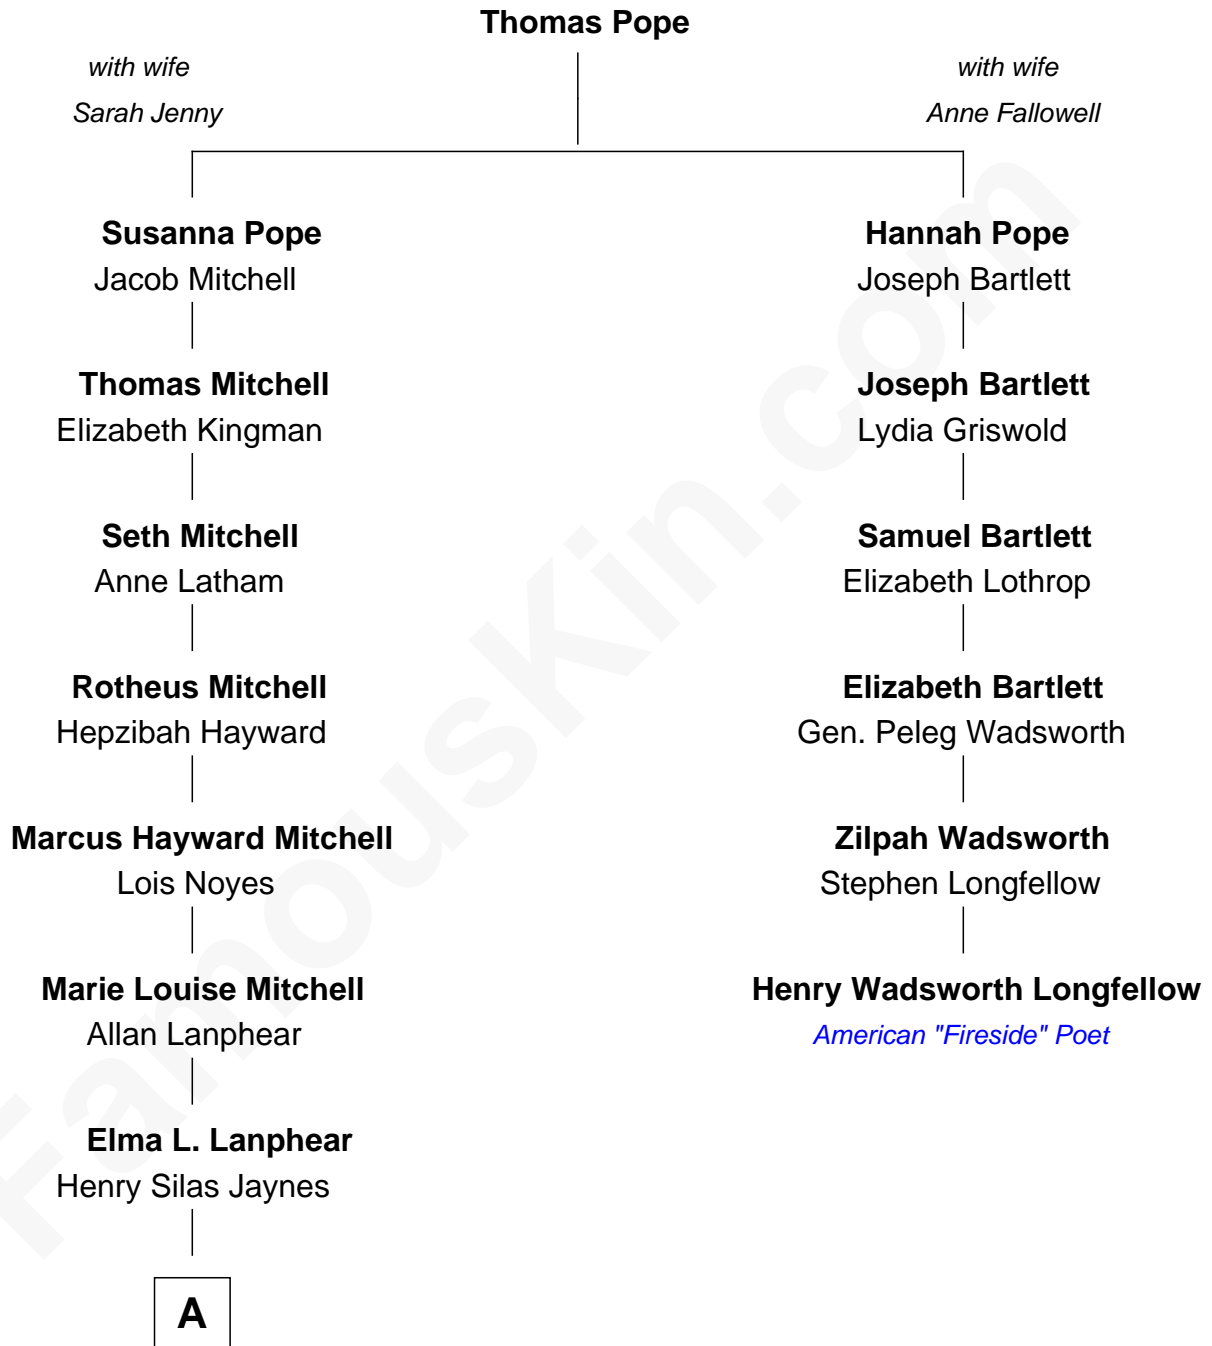 Thomas Pope
with wife
Sarah Jenny
with wife
Anne Fallowell
Susanna Pope
Jacob Mitchell
Hannah Pope
Joseph Bartlett
Thomas Mitchell
Elizabeth Kingman
Joseph Bartlett
Lydia Griswold
Seth Mitchell
Anne Latham
Samuel Bartlett
Elizabeth Lothrop
Rotheus Mitchell
Hepzibah Hayward
Elizabeth Bartlett
Gen. Peleg Wadsworth
Marcus Hayward Mitchell
Lois Noyes
Zilpah Wadsworth
Stephen Longfellow
Marie Louise Mitchell
Allan Lanphear
Henry Wadsworth Longfellow
American "Fireside" Poet
Elma L. Lanphear
Henry Silas Jaynes
A
FamousKin.com